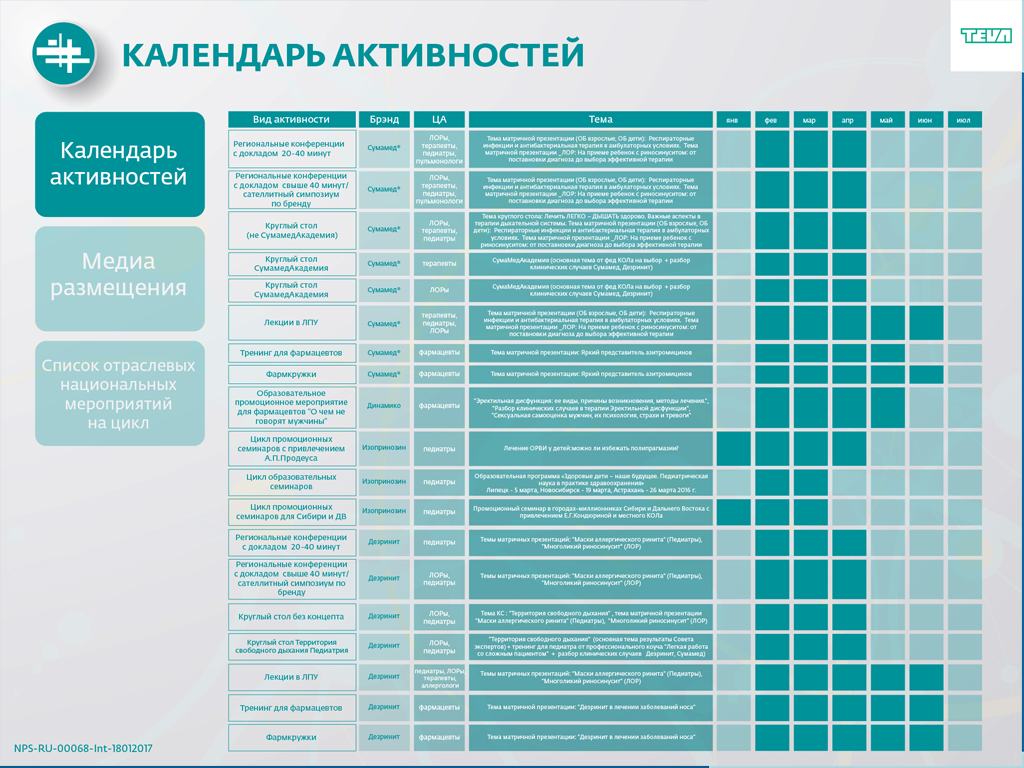 КАЛЕНДАРЬ АКТИВНОСТЕЙ
TEVA
Календарь
активностей
Медиа
размещения
Список отраслевых
национальных
мероприятий
на цикл
Вид активности Брэнд ЦА Тема янв фев мар апр май июн июл
Региональные конференции
с докладом 20-40 минут
Сумамед®
ЛОРы,
терапевты,
педиатры,
пульмонологи
Тема матричной презентации (ОБ взрослые, ОБ дети): Респираторные
инфекции и антибактериальная терапия в амбулаторных условиях. Тема
матричной презентации _ЛОР: На приеме ребенок с риносинуситом: от
поставновки диагноза до выбора эффективной терапии
Региональные конференции
с докладом свыше 40 минут/
сателлитный симпозиум
по бренду
Сумамед®
ЛОРы,
терапевты,
педиатры,
пульмонологи
Тема матричной презентации (ОБ взрослые, ОБ дети): Респираторные
инфекции и антибактериальная терапия в амбулаторных условиях. Тема
матричной презентации _ЛОР: На приеме ребенок с риносинуситом: от
поставновки диагноза до выбора эффективной терапии
Круглый стол
(не СумамедАкадемия)
Сумамед®
ЛОРы,
терапевты,
педиатры
Тема круглого стола: Лечить ЛЕГКО – ДЫШАТЬ здорово. Важные аспекты в
терапии дыхательной системы. Тема матричной презентации (ОБ взрослые, ОБ
дети): Респираторные инфекции и антибактериальная терапия в амбулаторных
условиях. Тема матричной презентации _ЛОР: На приеме ребенок с
риносинуситом: от поставновки диагноза до выбора эффективной терапии
Круглый стол
СумамедАкадемия
Сумамед®
терапевты
СумаМедАкадемия (основная тема от фед КОЛа на выбор + разбор
клинических случаев Сумамед, Дезринит)
Круглый стол
СумамедАкадемия
Сумамед®
ЛОРы
СумаМедАкадемия (основная тема от фед КОЛа на выбор + разбор
клинических случаев Сумамед, Дезринит)
Лекции в ЛПУ
Сумамед®
терапевты,
педиатры,
ЛОРы
Тема матричной презентации (ОБ взрослые, ОБ дети): Респираторные
инфекции и антибактериальная терапия в амбулаторных условиях. Тема
матричной презентации _ЛОР: На приеме ребенок с риносинуситом: от
поставновки диагноза до выбора эффективной терапии
Тренинг для фармацевтов Сумамед® фармацевты Тема матричной презентации: Яркий представитель азитромицинов
Фармкружки Сумамед® фармацевты Тема матричной презентации: Яркий представитель азитромицинов
Образовательное
промоционное мероприятие
для фармацевтов "О чем не
говорят мужчины"
Динамико
фармацевты
"Эректильная дисфункция: ее виды, причины возникновения, методы лечения.",
"Разбор клинических случаев в терапии Эректильной дисфункции",
"Сексуальная самооценка мужчин, их психология, страхи и тревоги"
Цикл промоционных
семинаров с привлечением
А.П.Продеуса
Изопринозин
педиатры
Лечение ОРВИ у детей:можно ли избежать полипрагмазии?
Цикл образовательных
семинаров
Изопринозин
педиатры
Образовательная программа «Здоровые дети – наше будущее. Педиатрическая
наука в практике здравоохранения»
Липецк - 5 марта, Новосибирск - 19 марта, Астрахань - 26 марта 2016 г.
Цикл промоционных
семинаров для Сибири и ДВ
Изопринозин
педиатры
Промоционный семинар в городах-миллионниках Сибири и Дальнего Востока с
привлечением Е.Г.Кондюриной и местного КОЛа
Региональные конференции
с докладом 20-40 минут
Дезринит
педиатры
Темы матричных презентаций: "Маски аллергического ринита" (Педиатры),
"Многоликий риносинусит" (ЛОР)
Региональные конференции
с докладом свыше 40 минут/
сателлитный симпозиум по
бренду
Дезринит
ЛОРы,
педиатры
Темы матричных презентаций: "Маски аллергического ринита" (Педиатры),
"Многоликий риносинусит" (ЛОР)
Круглый стол без концепта
Дезринит
ЛОРы,
педиатры
Тема КС : "Территория свободного дыхания" , тема матричной презентации
"Маски аллергического ринита" (Педиатры), "Многоликий риносинусит" (ЛОР)
Круглый стол Территория
свободного дыхания Педиатрия
Дезринит
ЛОРы,
педиатры
"Территория свободного дыхания" (основная тема результаты Совета
экспертов) + тренинг для педиатра от профессионального коуча "Легкая работа
со сложным пациентом" + разбор клинических случаев Дезринит, Сумамед)
Лекции в ЛПУ
Дезринит
педиатры, ЛОРы,
терапевты,
аллергологи
Темы матричных презентаций: "Маски аллергического ринита" (Педиатры),
"Многоликий риносинусит" (ЛОР)
Тренинг для фармацевтов Дезринит фармацевты Тема матричной презентации: "Дезринит в лечении заболеваний носа"
Фармкружки Дезринит фармацевты Тема матричной презентации: "Дезринит в лечении заболеваний носа"
NPS-RU-00068-Int-18012017